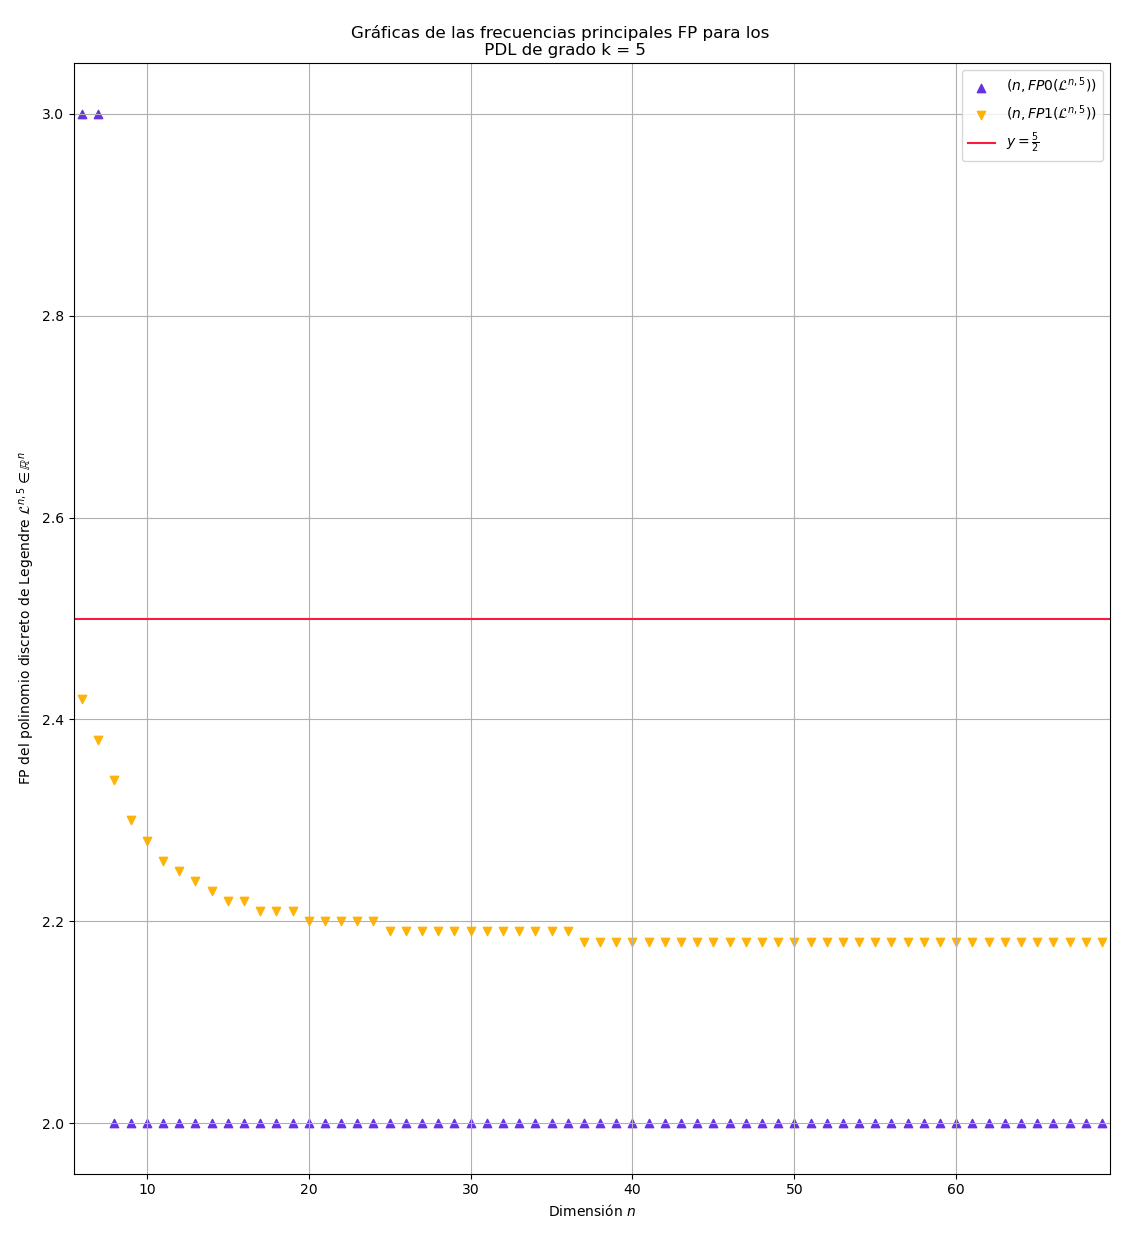 Gráficas de las frecuencias principales FP para los
PDL de grado k = 5
(n, FP0(ℒ^{n,5}))
(n, FP1(ℒ^{n,5}))
y = 5/2
FP del polinomio discreto de Legendre ℒ^{n,5} ∈ ℝ^n
3.0
2.8
2.6
2.4
2.2
2.0
10 20 30 40 50 60
Dimensión n